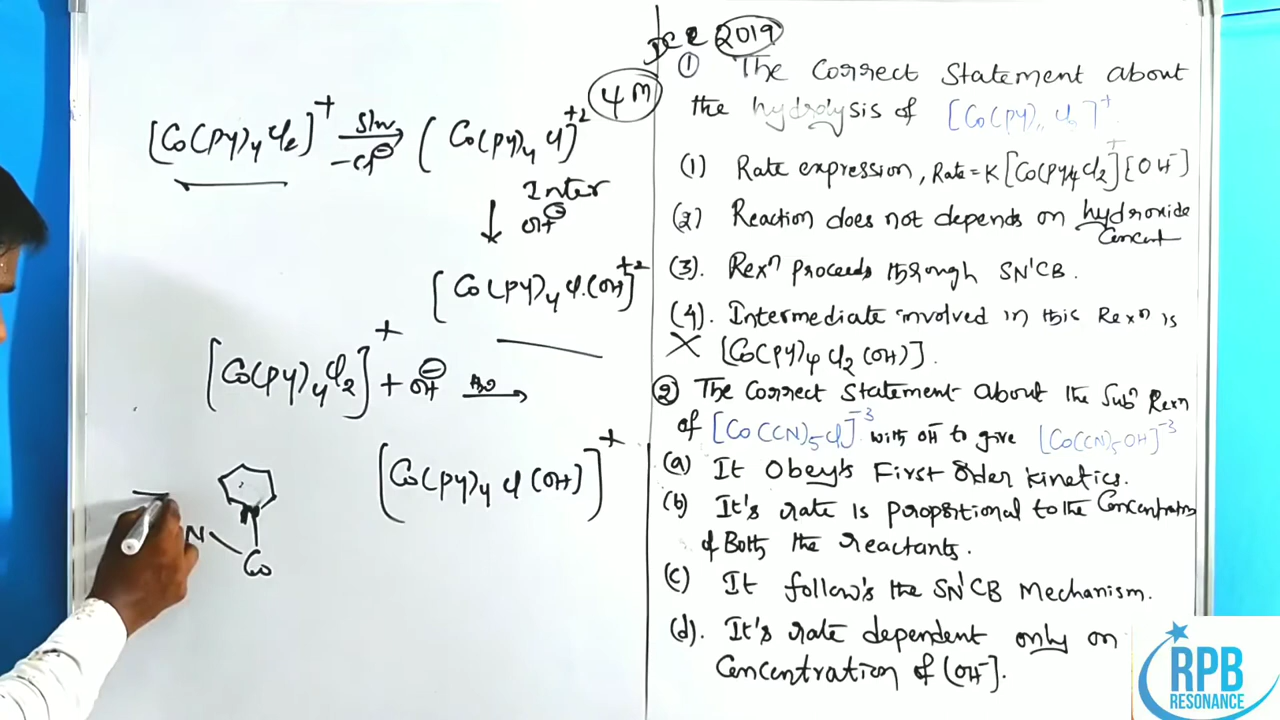 Dec 2019
4M
① The Correct Statement about
the hydrolysis of [Co(py)₄ Cl₂]⁺
(1) Rate expression, Rate = K[Co(py)₄Cl₂]⁺[OH⁻]
(2) Reaction does not depends on hydroxide
Concent
(3). Rexⁿ proceeds through SN¹CB.
(4). Intermediate involved in this Rexⁿ is
[Co(py)₄ Cl₂ (OH)].
② The Correct Statement About the Subⁿ Rexn
of [Co(CN)₅Cl]⁻³ with OH⁻ to give [Co(CN)₅OH]⁻³
(a) It Obey's First Order kinetics.
(b) It's rate is proportional to the Concentration
of Both the reactants.
(c) It follow's the SN¹CB Mechanism.
(d). It's rate dependent only on
Concentration of [OH⁻].
[Co(py)₄ Cl₂]⁺ Slow -Cl⊖ [Co(py)₄ Cl]⁺²
Inter
OH⊖
[Co(py)₄ Cl.(OH)]⁺²
[Co(py)₄Cl₂]⁺ + OH⊖ H₂O
[Co(py)₄ Cl (OH)]⁺
N
N
Co
RPB
RESONANCE